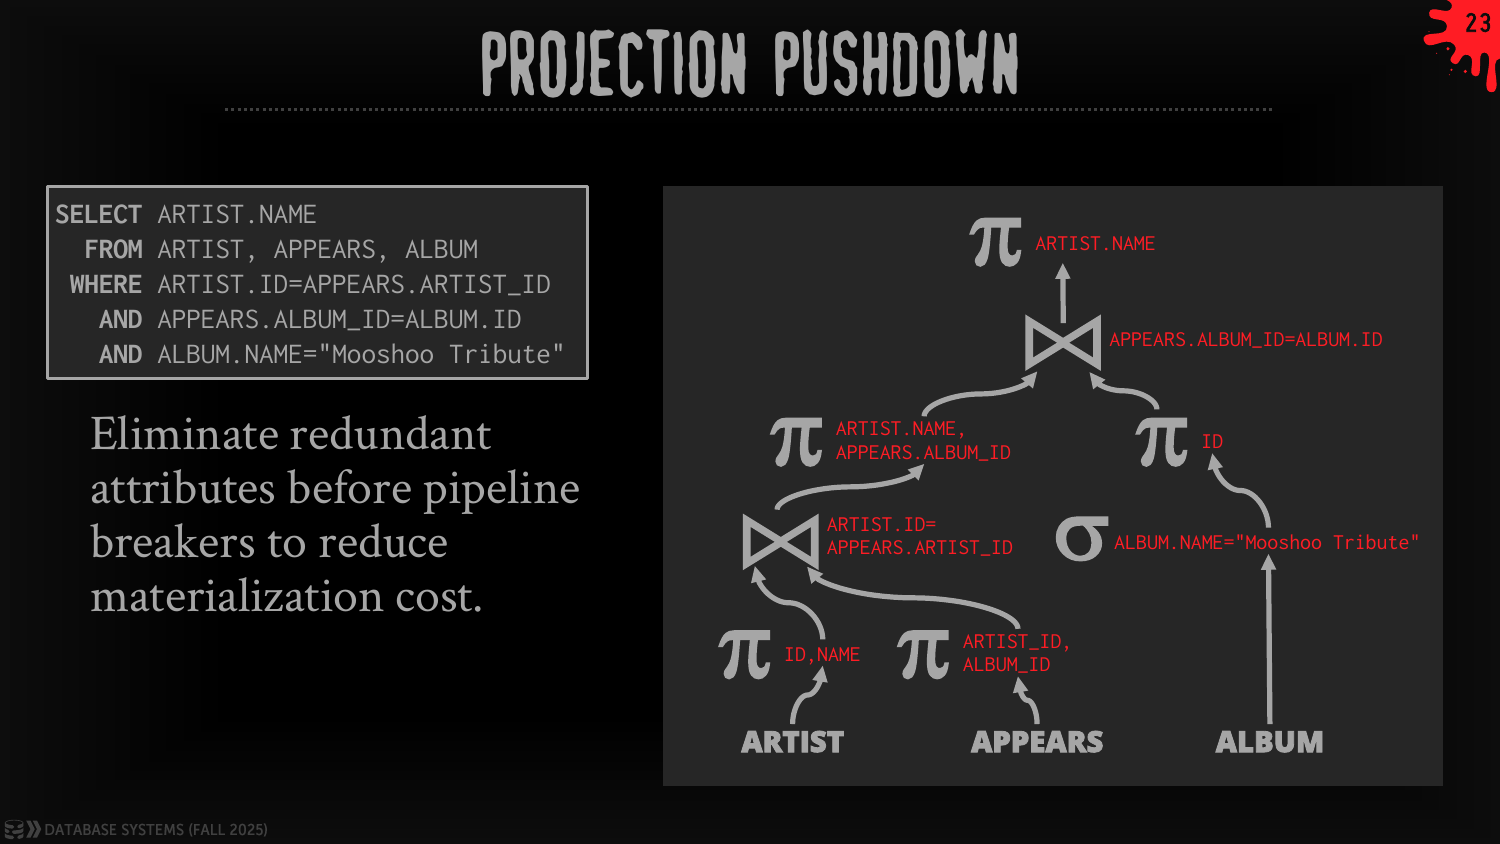 23
PROJECTION PUSHDOWN
SELECT ARTIST.NAME
FROM ARTIST, APPEARS, ALBUM
WHERE ARTIST.ID=APPEARS.ARTIST_ID
AND APPEARS.ALBUM_ID=ALBUM.ID
AND ALBUM.NAME="Mooshoo Tribute"
Eliminate redundant
attributes before pipeline
breakers to reduce
materialization cost.
π ARTIST.NAME
⋈ APPEARS.ALBUM_ID=ALBUM.ID
π ARTIST.NAME,
APPEARS.ALBUM_ID
π ID
⋈ ARTIST.ID=
APPEARS.ARTIST_ID
σ ALBUM.NAME="Mooshoo Tribute"
π ID,NAME
π ARTIST_ID,
ALBUM_ID
ARTIST
APPEARS
ALBUM
DATABASE SYSTEMS (FALL 2025)